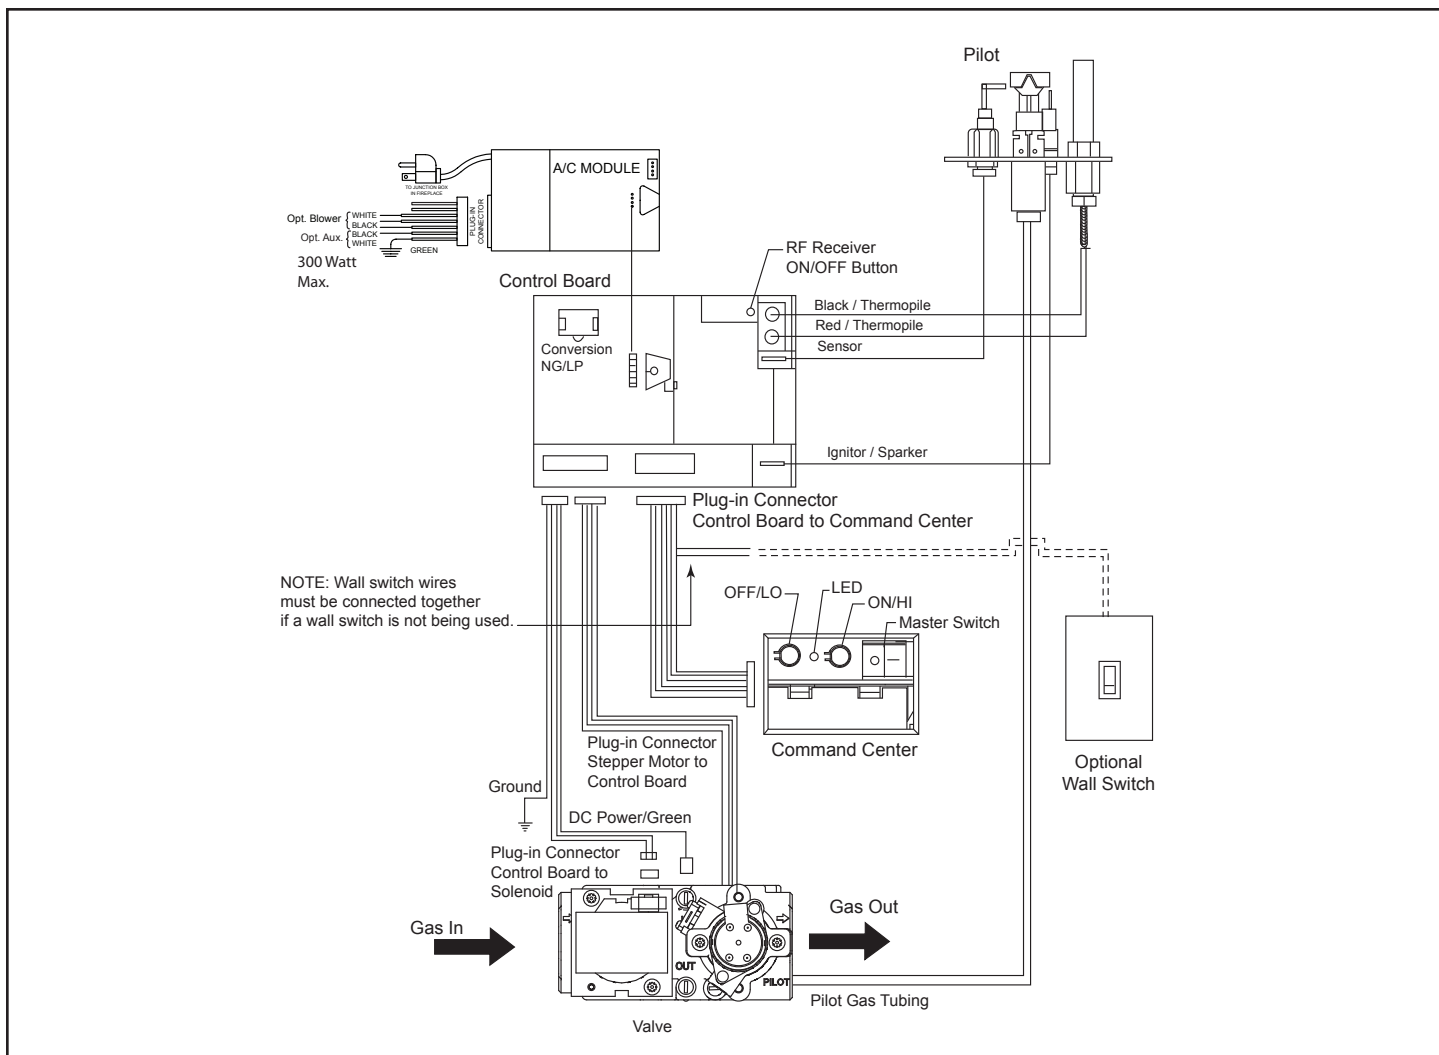 Pilot
A/C MODULE
TO JUNCTION BOX
IN FIREPLACE
PLUG-IN
CONNECTOR
Opt. Blower
WHITE
BLACK
Opt. Aux.
BLACK
WHITE
GREEN
300 Watt
Max.
RF Receiver
ON/OFF Button
Control Board
Black / Thermopile
Red / Thermopile
Sensor
Conversion
NG/LP
Ignitor / Sparker
Plug-in Connector
Control Board to Command Center
NOTE: Wall switch wires
must be connected together
if a wall switch is not being used.
OFF/LO
LED
ON/HI
Master Switch
Command Center
Optional
Wall Switch
Plug-in Connector
Stepper Motor to
Control Board
Ground
DC Power/Green
Plug-in Connector
Control Board to
Solenoid
Gas In
Gas Out
OUT
PILOT
Pilot Gas Tubing
Valve